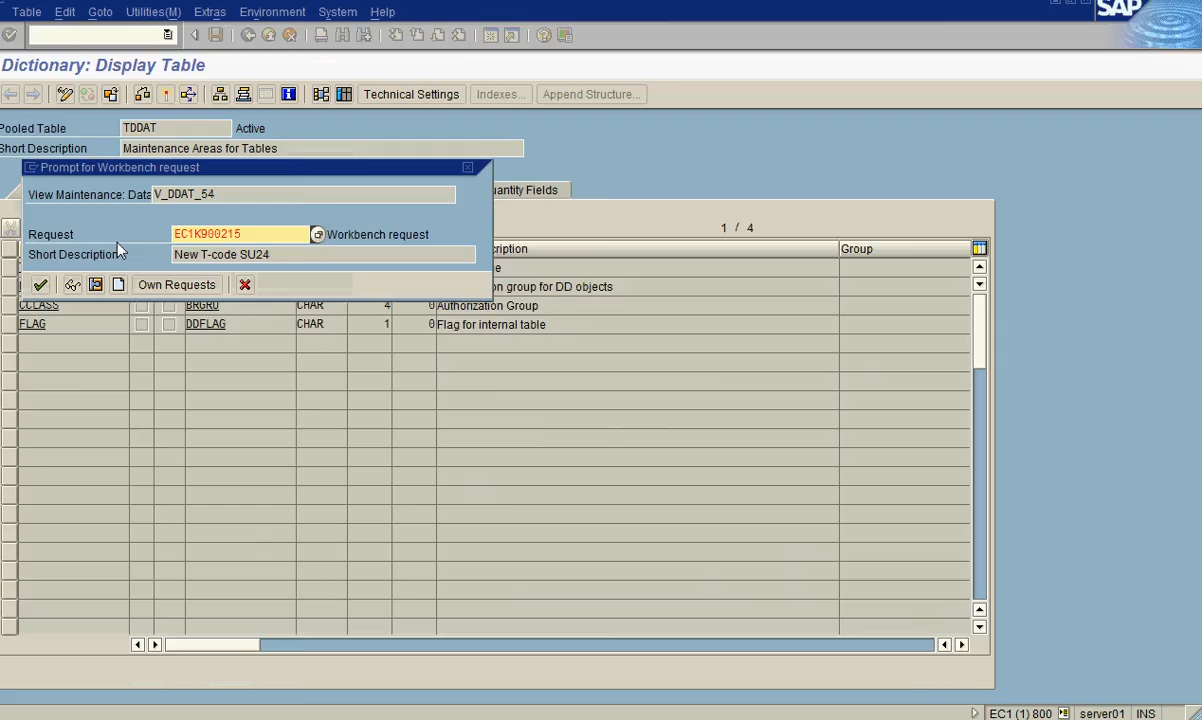 Table Edit Goto Utilities(M) Extras Environment System Help
SAP
Dictionary: Display Table
Technical Settings Indexes... Append Structure...
Pooled Table TDDAT Active
Short Description Maintenance Areas for Tables
Prompt for Workbench request
View Maintenance: Data V_DDAT_54
uantity Fields
Request EC1K900215 Workbench request
1 / 4
Short Description New T-code SU24
ription Group
e
Own Requests
on group for DD objects
CCLASS BRGRU CHAR 4 0 Authorization Group
FLAG DDFLAG CHAR 1 0 Flag for internal table
EC1 (1) 800 server01 INS